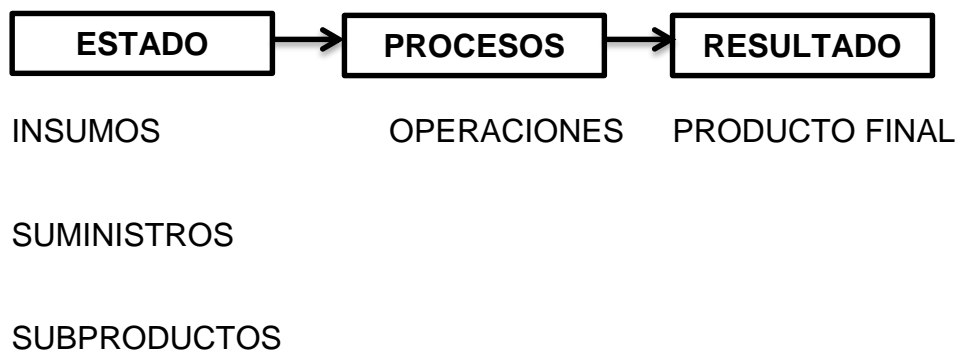 ESTADO PROCESOS RESULTADO
INSUMOS OPERACIONES PRODUCTO FINAL
SUMINISTROS
SUBPRODUCTOS